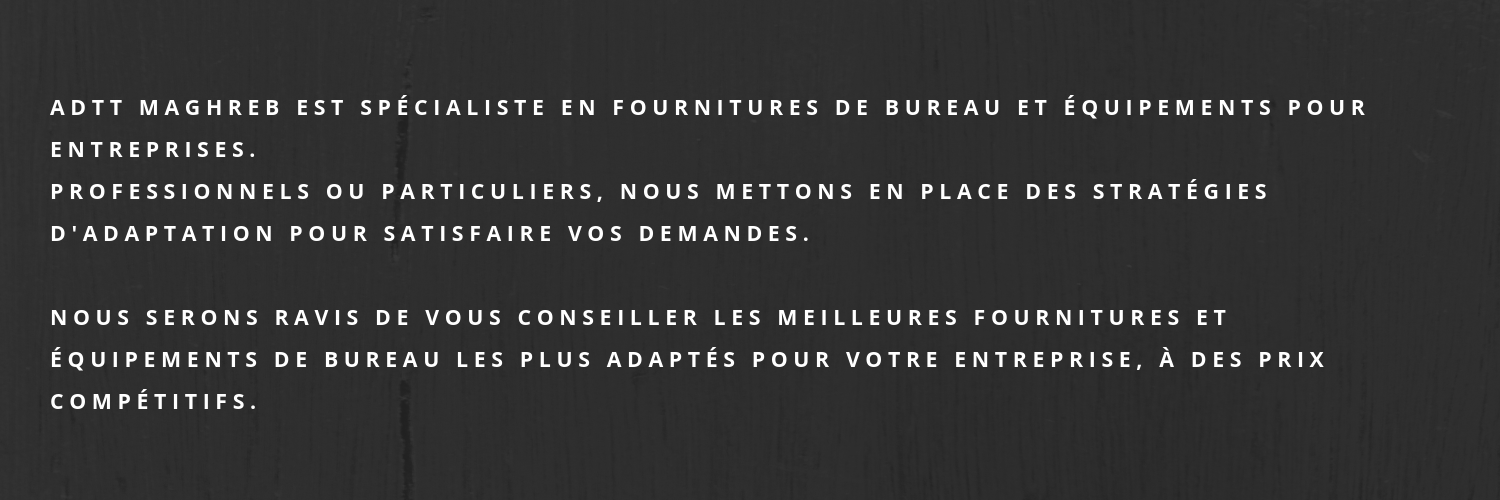 ADTT MAGHREB EST SPÉCIALISTE EN FOURNITURES DE BUREAU ET ÉQUIPEMENTS POUR
ENTREPRISES.
PROFESSIONNELS OU PARTICULIERS, NOUS METTONS EN PLACE DES STRATÉGIES
D'ADAPTATION POUR SATISFAIRE VOS DEMANDES.
NOUS SERONS RAVIS DE VOUS CONSEILLER LES MEILLEURES FOURNITURES ET
ÉQUIPEMENTS DE BUREAU LES PLUS ADAPTÉS POUR VOTRE ENTREPRISE, À DES PRIX
COMPÉTITIFS.